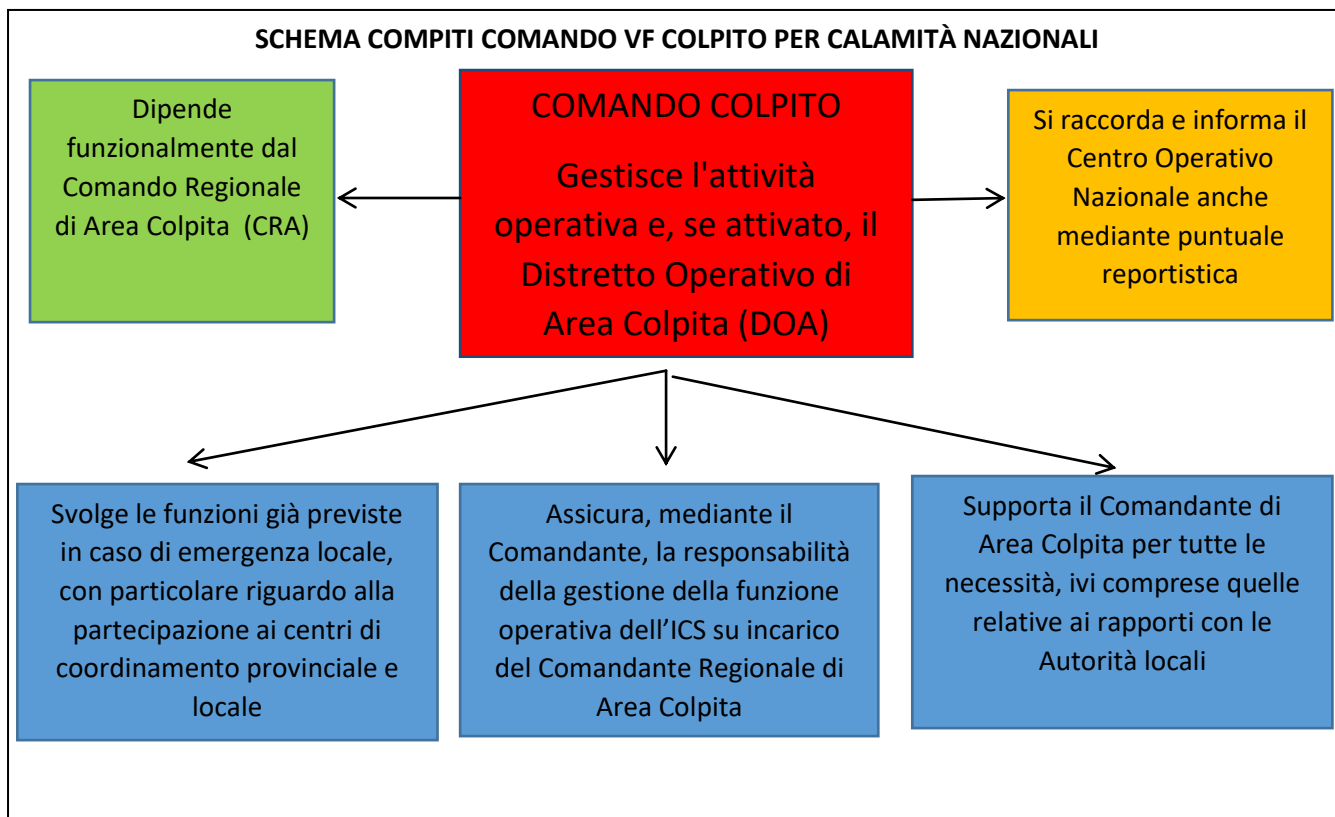 SCHEMA COMPITI COMANDO VF COLPITO PER CALAMITÀ NAZIONALI
Dipende
funzionalmente dal
Comando Regionale
di Area Colpita (CRA)
COMANDO COLPITO
Gestisce l'attività
operativa e, se attivato, il
Distretto Operativo di
Area Colpita (DOA)
Si raccorda e informa il
Centro Operativo
Nazionale anche
mediante puntuale
reportistica
Svolge le funzioni già previste
in caso di emergenza locale,
con particolare riguardo alla
partecipazione ai centri di
coordinamento provinciale e
locale
Assicura, mediante il
Comandante, la responsabilità
della gestione della funzione
operativa dell’ICS su incarico
del Comandante Regionale di
Area Colpita
Supporta il Comandante di
Area Colpita per tutte le
necessità, ivi comprese quelle
relative ai rapporti con le
Autorità locali